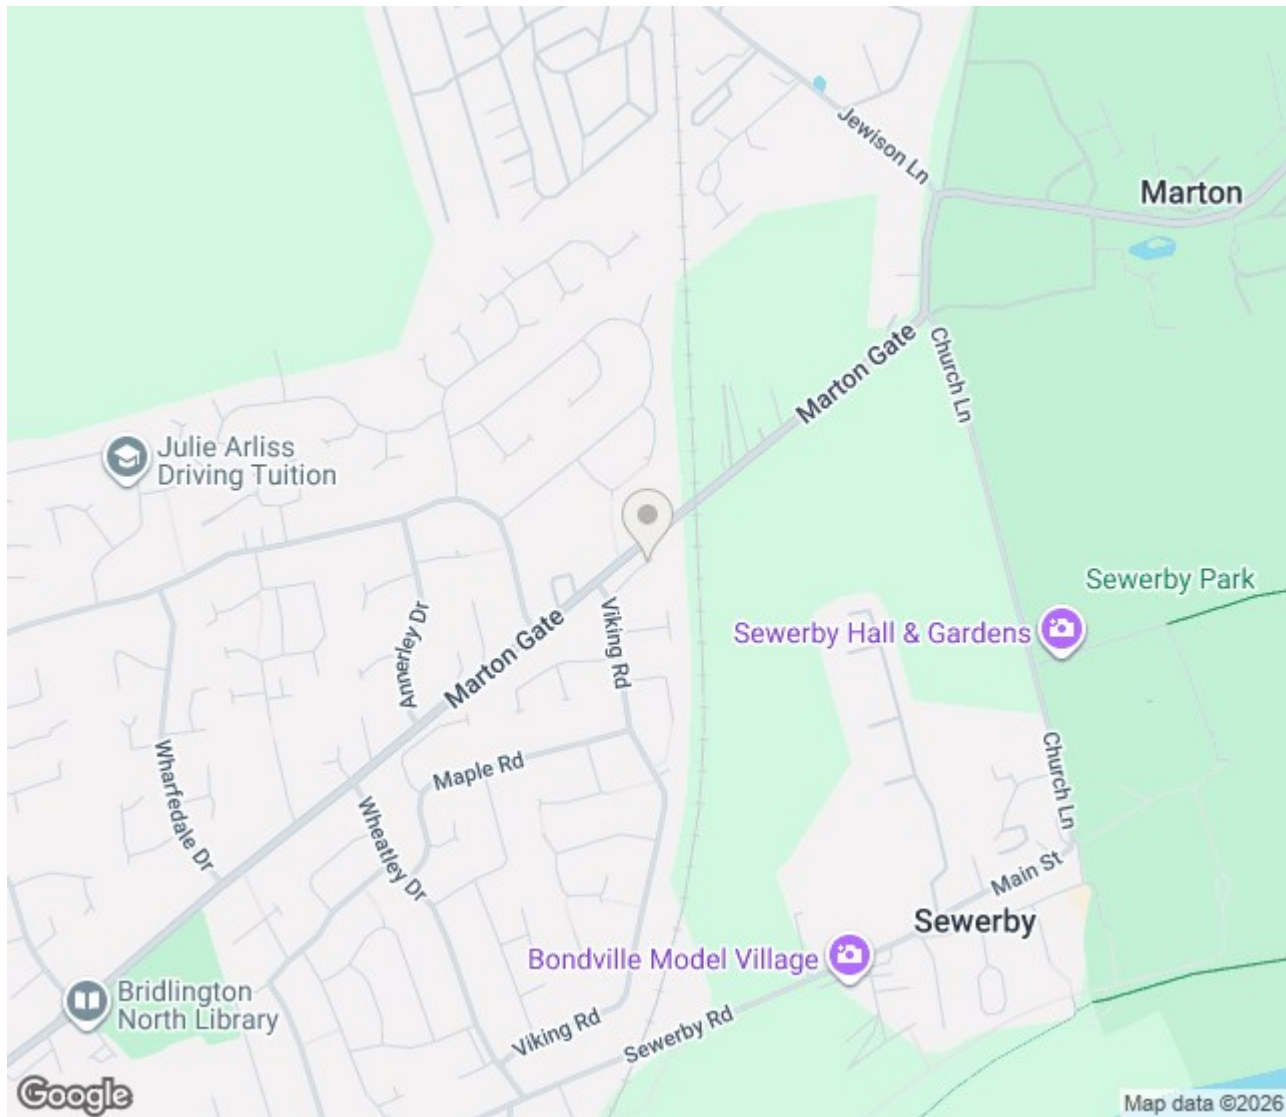 Jewison Ln
Marton
Marton Gate
Church Ln
Julie Arliss
Driving Tuition
Sewerby Park
Annerley Dr
Marton Gate
Viking Rd
Sewerby Hall & Gardens
Wharfedale Dr
Maple Rd
Wheatley Dr
Church Ln
Main St
Sewerby
Bondville Model Village
Bridlington
North Library
Viking Rd
Sewerby Rd
Google
Map data ©2026